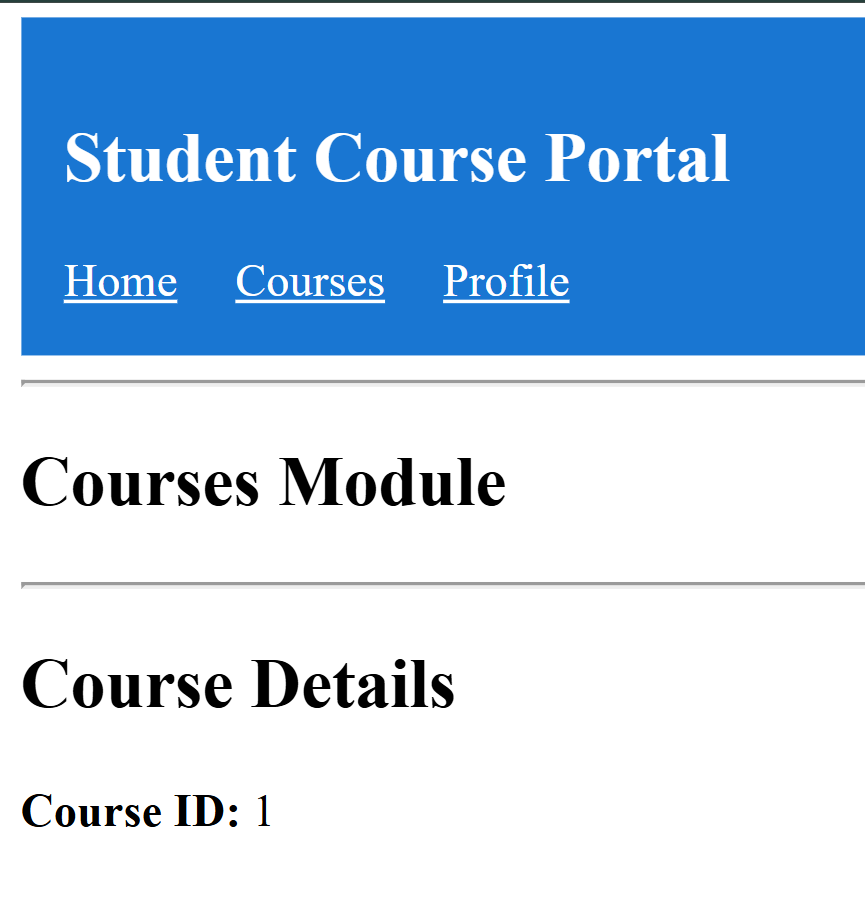 Student Course Portal
Home Courses Profile
Courses Module
Course Details
Course ID: 1